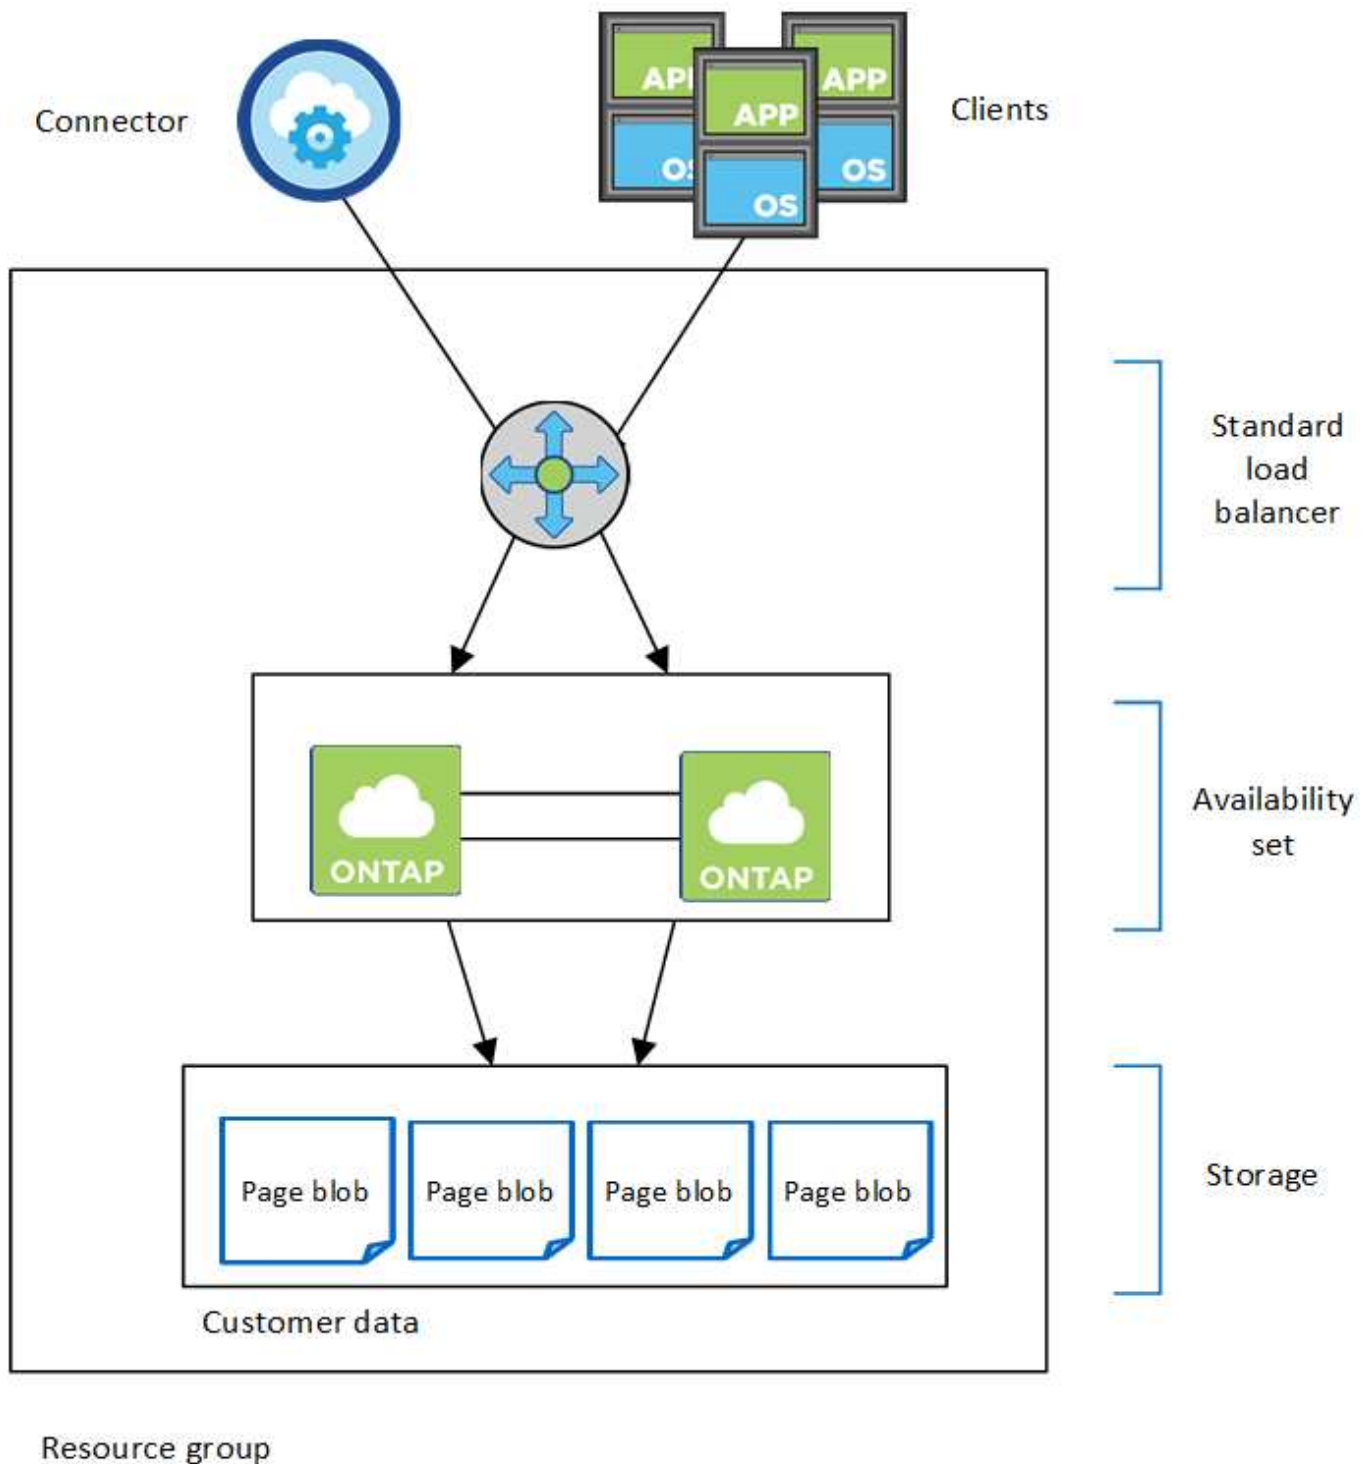 Connector
APP
APP
APP
Clients
OS
OS
OS
Standard
load
balancer
ONTAP
ONTAP
Availability
set
Page blob
Page blob
Page blob
Page blob
Storage
Customer data
Resource group